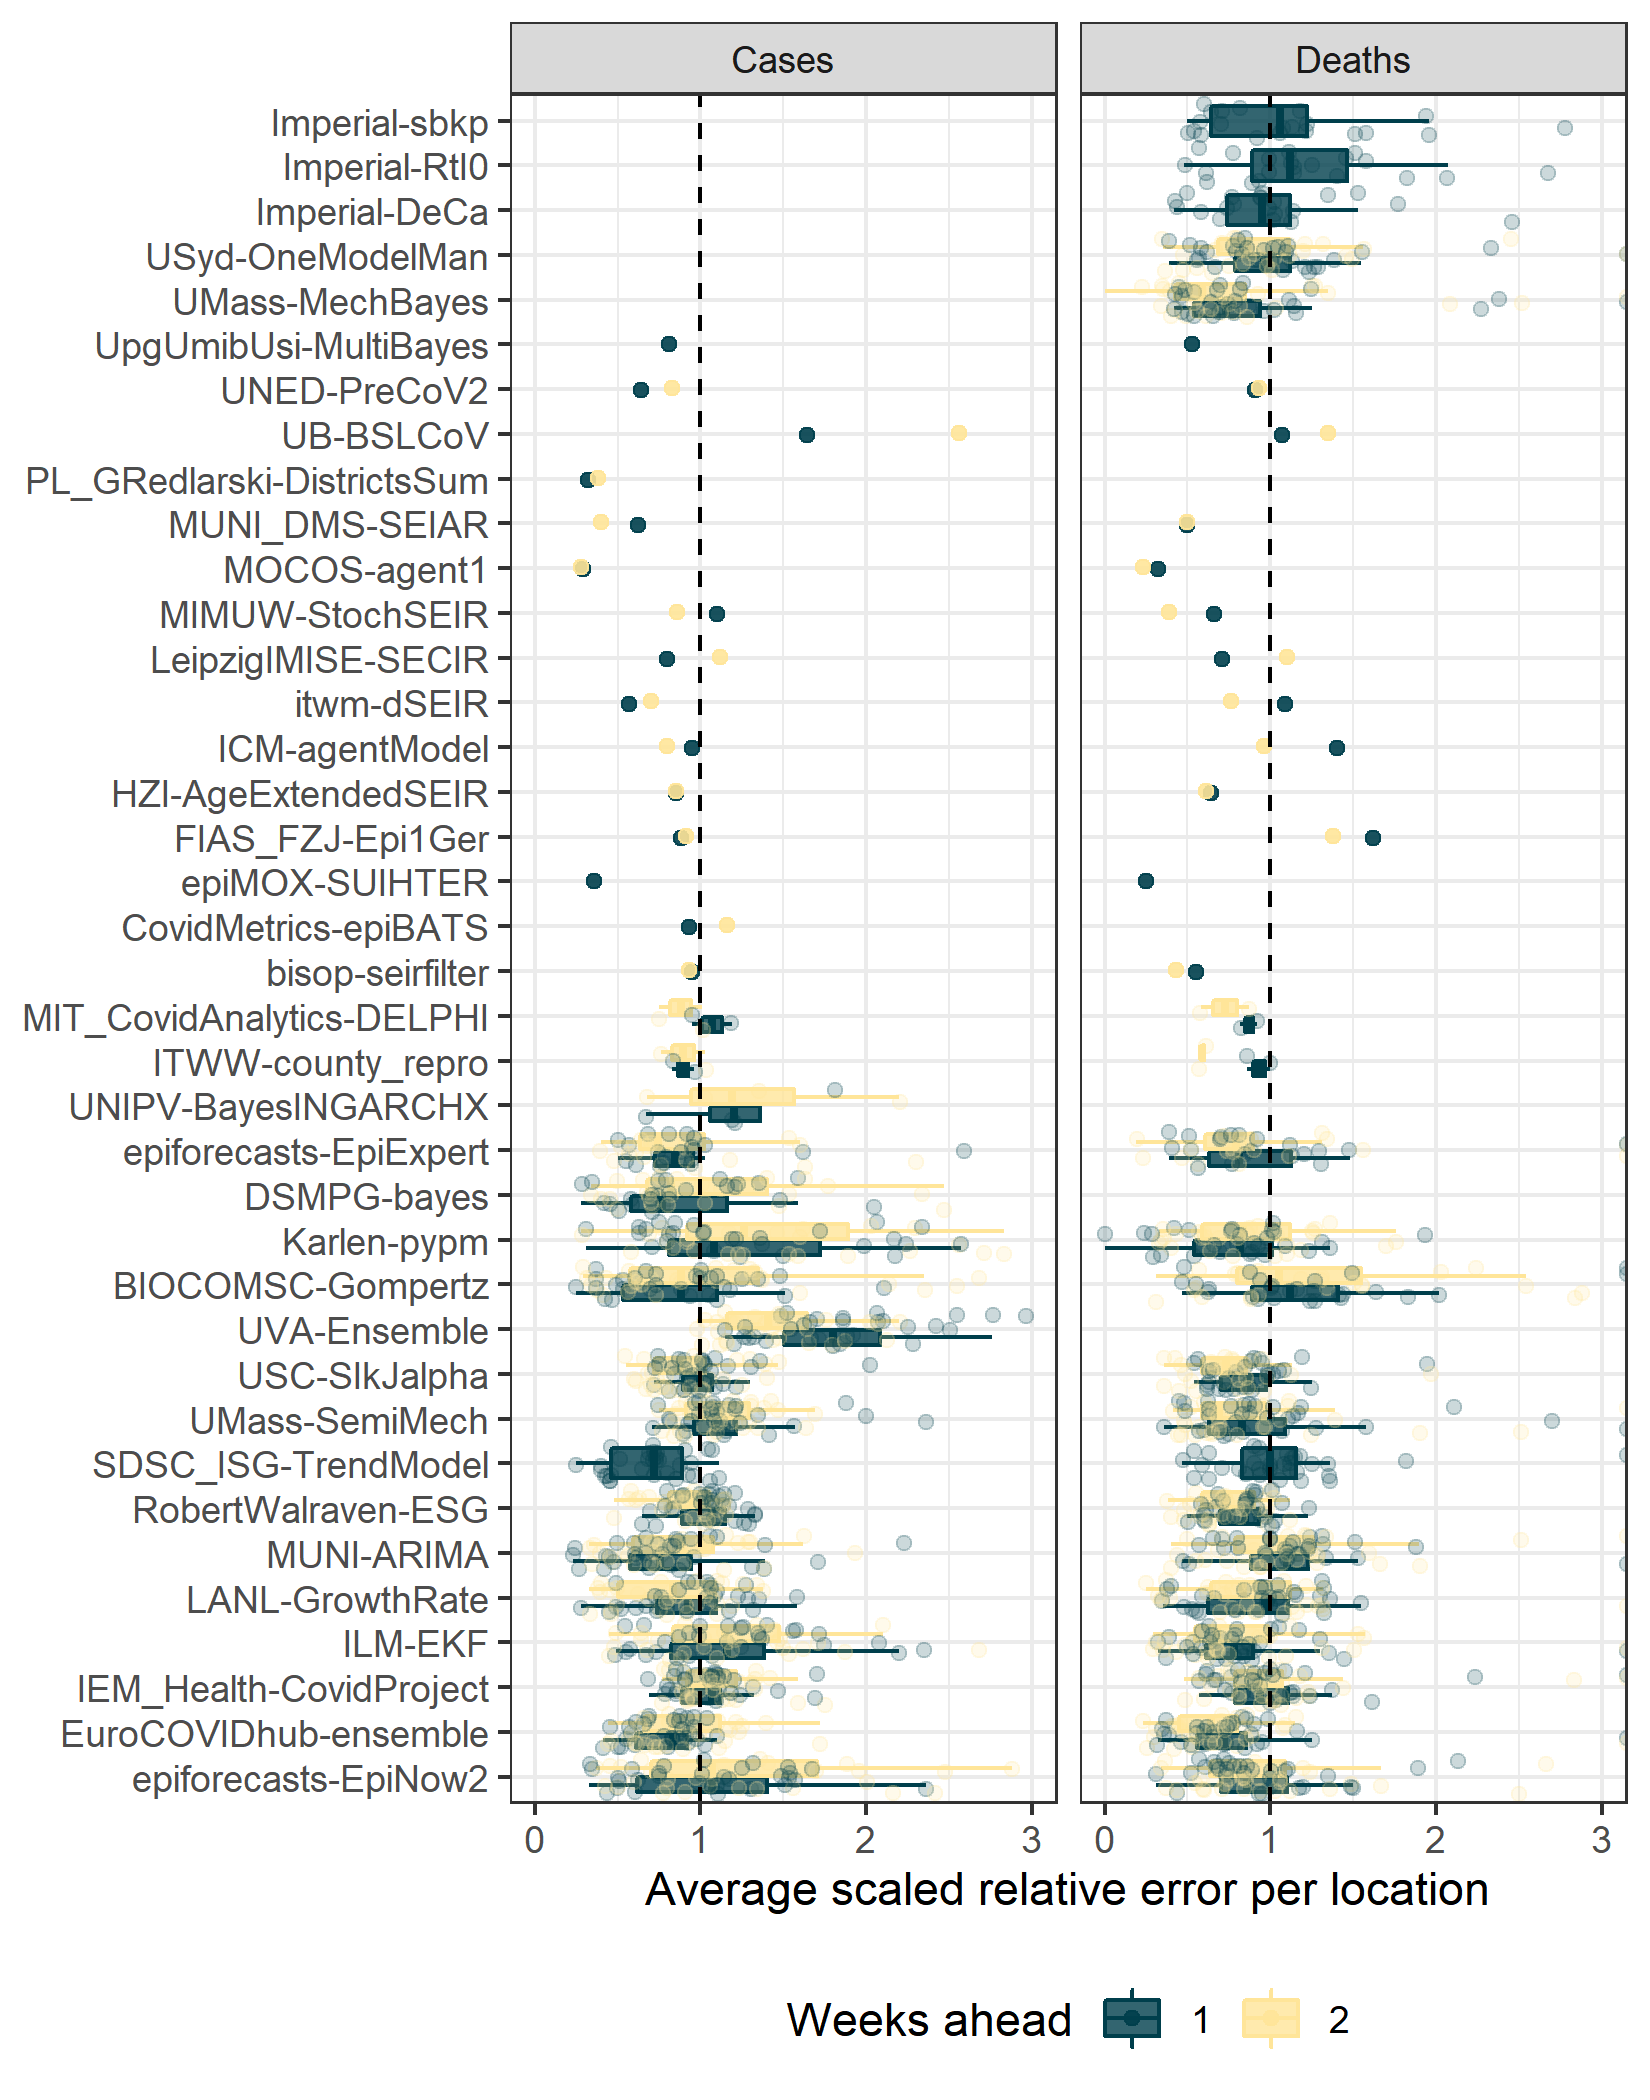 Cases
Deaths
Imperial-sbkp
Imperial-RtI0
Imperial-DeCa
USyd-OneModelMan
UMass-MechBayes
UpgUmibUsi-MultiBayes
UNED-PreCoV2
UB-BSLCoV
PL_GRedlarski-DistrictsSum
MUNI_DMS-SEIAR
MOCOS-agent1
MIMUW-StochSEIR
LeipzigIMISE-SECIR
itwm-dSEIR
ICM-agentModel
HZI-AgeExtendedSEIR
FIAS_FZJ-Epi1Ger
epiMOX-SUIHTER
CovidMetrics-epiBATS
bisop-seirfilter
MIT_CovidAnalytics-DELPHI
ITWW-county_repro
UNIPV-BayesINGARCHX
epiforecasts-EpiExpert
DSMPG-bayes
Karlen-pypm
BIOCOMSC-Gompertz
UVA-Ensemble
USC-SIkJalpha
UMass-SemiMech
SDSC_ISG-TrendModel
RobertWalraven-ESG
MUNI-ARIMA
LANL-GrowthRate
ILM-EKF
IEM_Health-CovidProject
EuroCOVIDhub-ensemble
epiforecasts-EpiNow2
0 1 2 3
0 1 2 3
Average scaled relative error per location
Weeks ahead 1 2